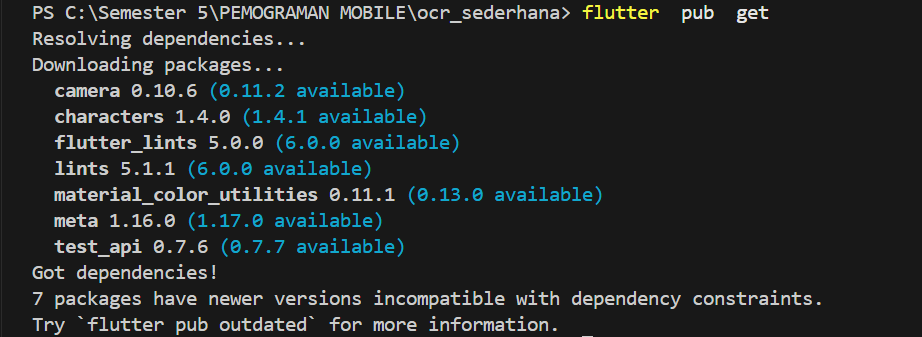 PS C:\Semester 5\PEMOGRAMAN MOBILE\ocr_sederhana> flutter  pub  get
Resolving dependencies...
Downloading packages...
  camera 0.10.6 (0.11.2 available)
  characters 1.4.0 (1.4.1 available)
  flutter_lints 5.0.0 (6.0.0 available)
  lints 5.1.1 (6.0.0 available)
  material_color_utilities 0.11.1 (0.13.0 available)
  meta 1.16.0 (1.17.0 available)
  test_api 0.7.6 (0.7.7 available)
Got dependencies!
7 packages have newer versions incompatible with dependency constraints.
Try `flutter pub outdated` for more information.